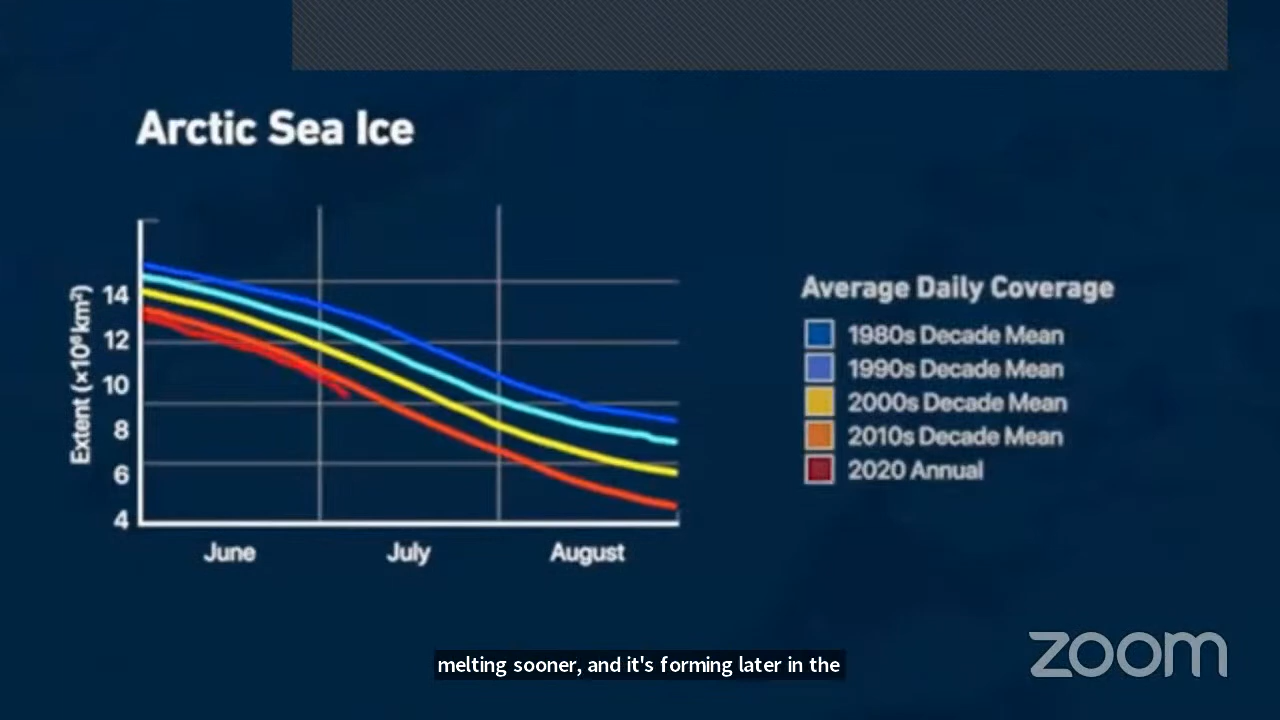 Arctic Sea Ice
Extent (×10⁶ km²)
14
12
10
8
6
4
June July August
Average Daily Coverage
1980s Decade Mean
1990s Decade Mean
2000s Decade Mean
2010s Decade Mean
2020 Annual
melting sooner, and it's forming later in the
zoom